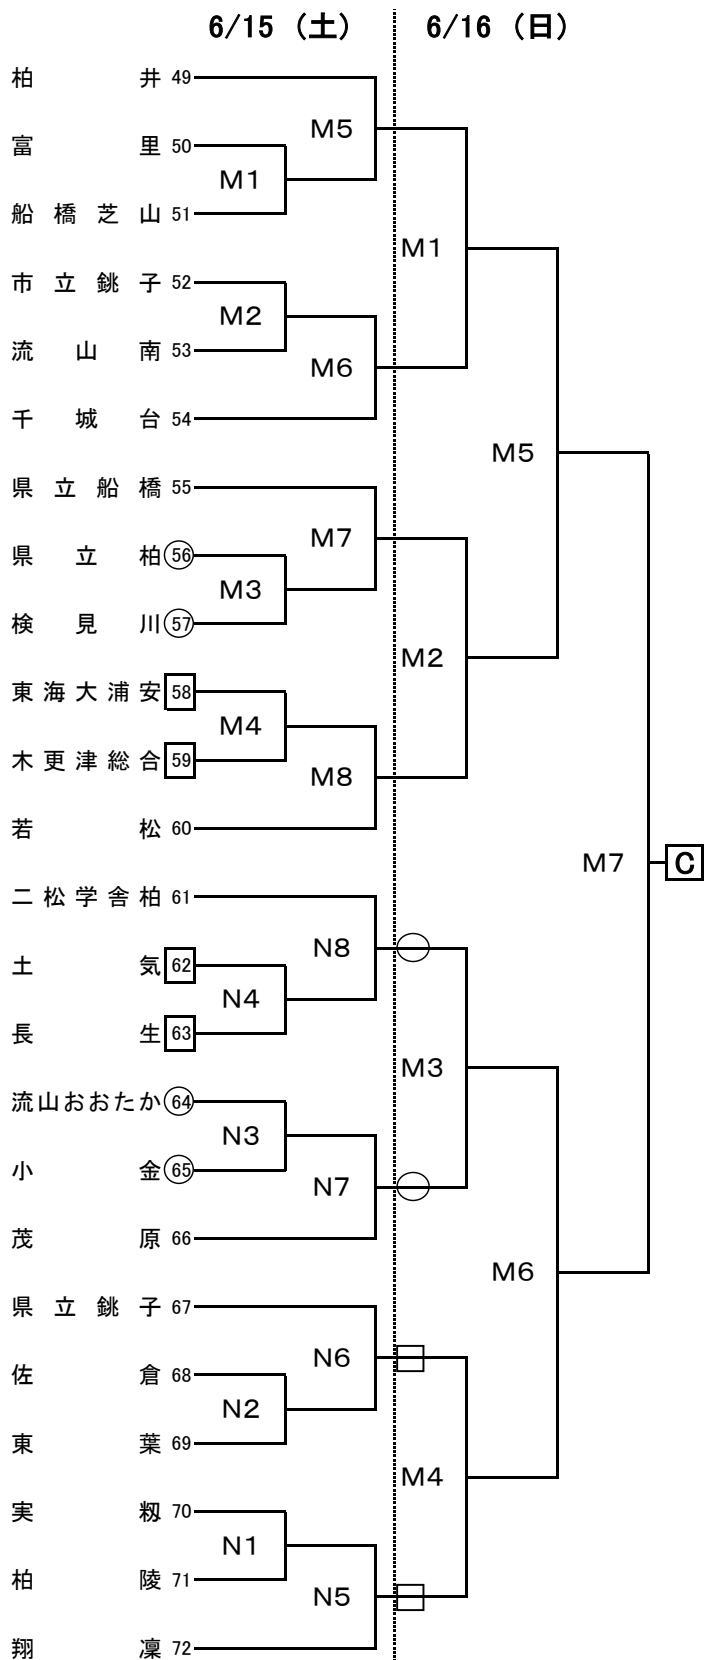 6/15 (土) 6/16 (日)
柏井 49
M5
富里 50
M1
船橋芝山 51
M1
市立銚子 52
M2
流山南 53
M6
千城台 54
M5
県立船橋 55
M7
県立柏 56
M3
検見川 57
M2
東海大浦安 58
M4
木更津総合 59
M8
若松 60
M7 C
二松学舎柏 61
N8
土気 62
N4
長生 63
M3
流山おおたか 64
N3
小金 65
N7
茂原 66
M6
県立銚子 67
N6
佐倉 68
N2
東葉 69
M4
実籾 70
N1
柏陵 71
N5
翔凜 72